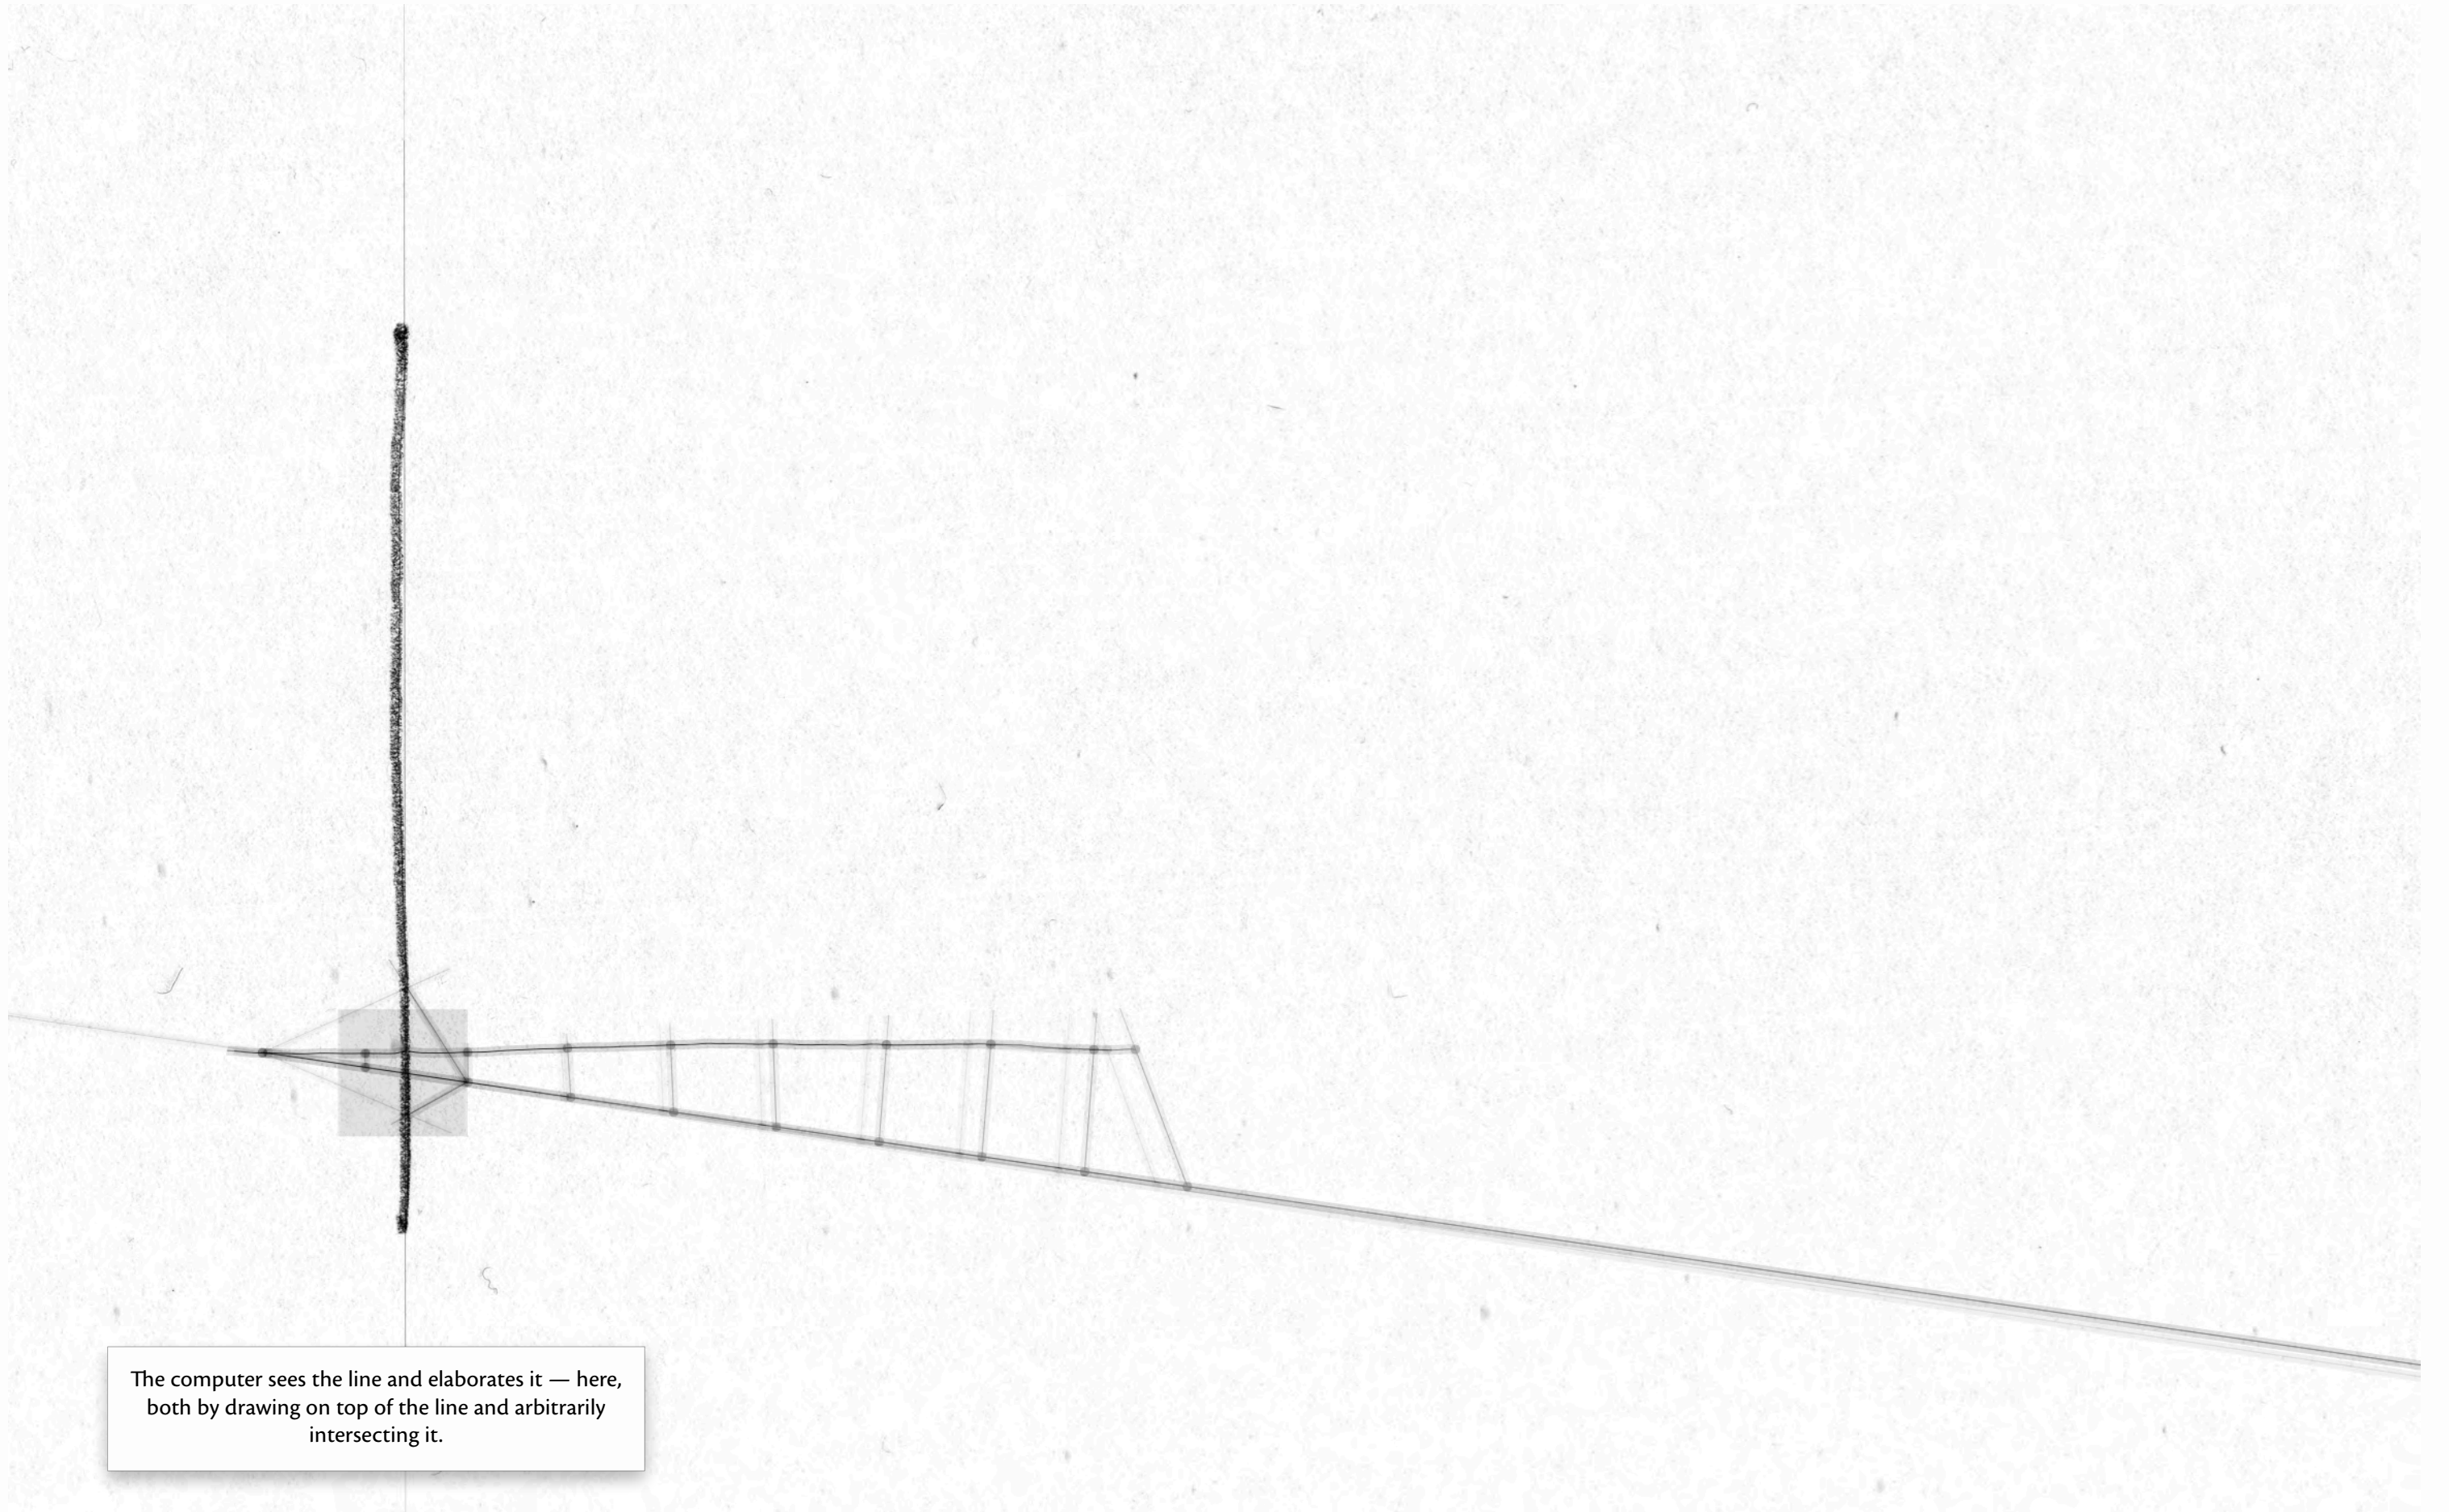 The computer sees the line and elaborates it — here,
both by drawing on top of the line and arbitrarily
intersecting it.